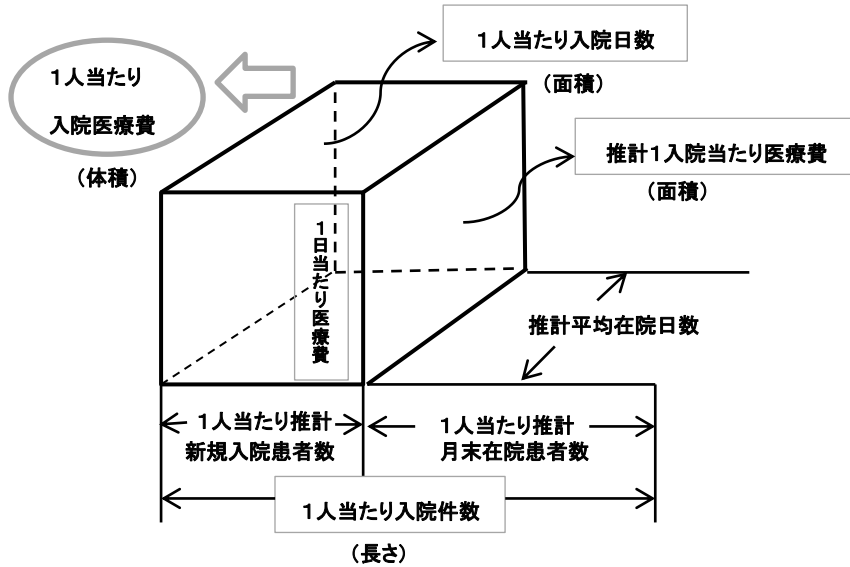 1人当たり入院日数
（面積）
1人当たり
入院医療費
（体積）
推計1入院当たり医療費
（面積）
1日当たり医療費
推計平均在院日数
1人当たり推計
新規入院患者数
1人当たり推計
月末在院患者数
1人当たり入院件数
（長さ）